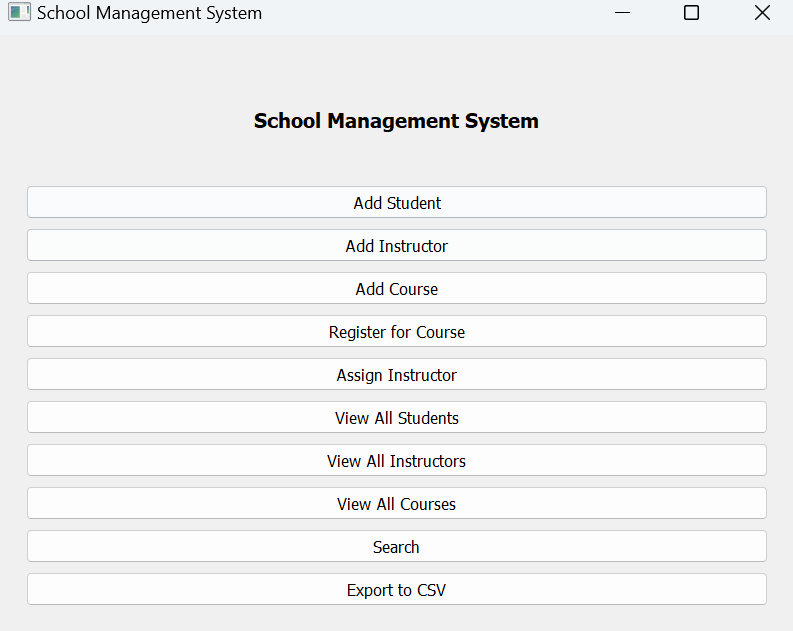 School Management System
School Management System
Add Student
Add Instructor
Add Course
Register for Course
Assign Instructor
View All Students
View All Instructors
View All Courses
Search
Export to CSV